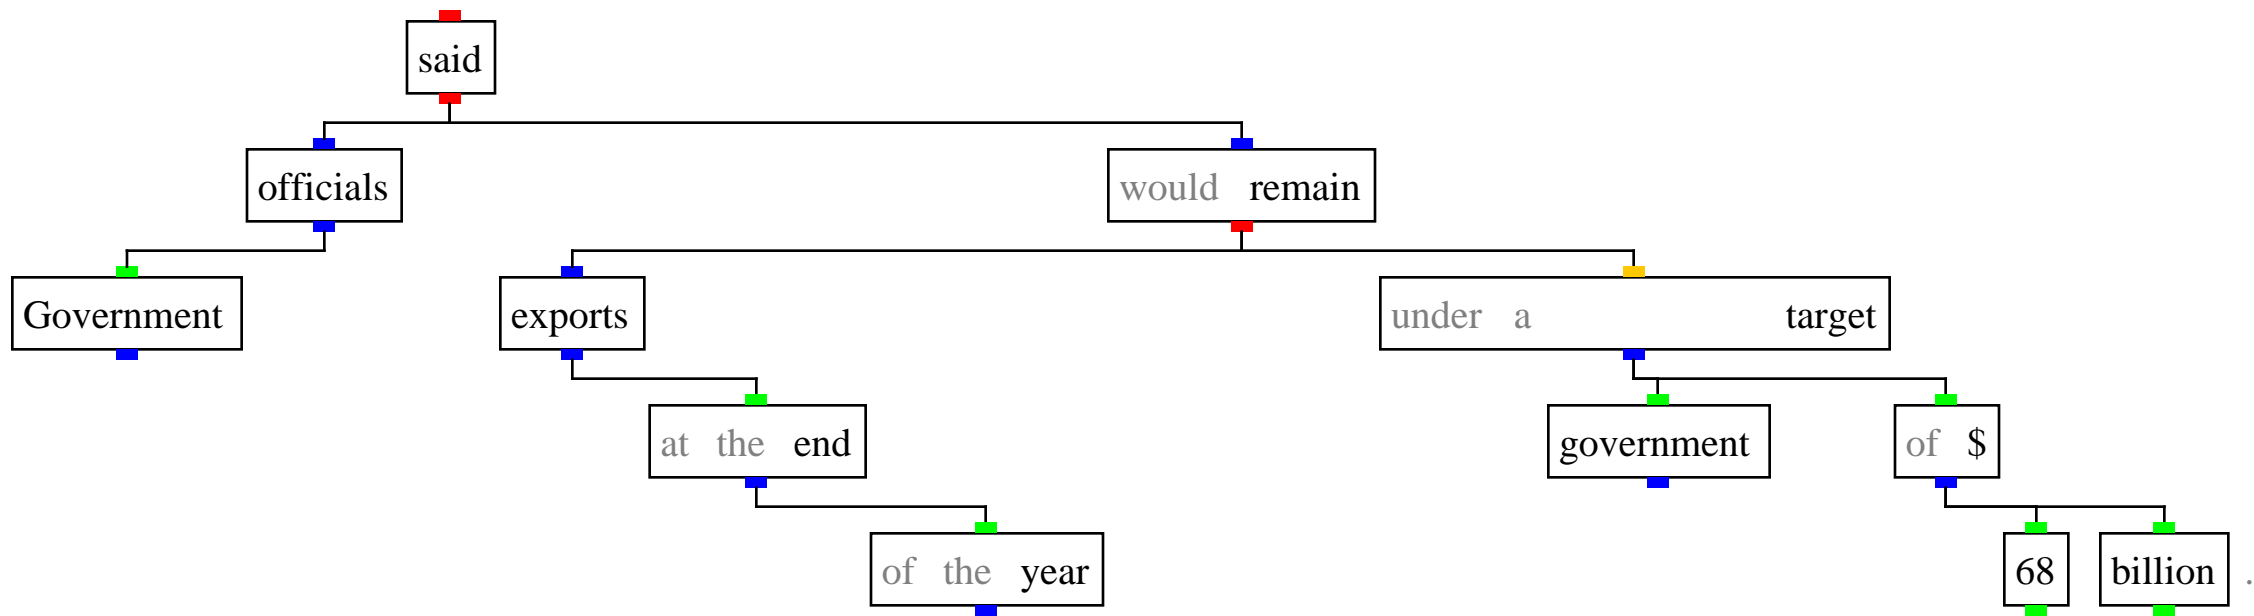 said
officials would remain
Government exports under a target
at the end government of $
of the year 68 billion .